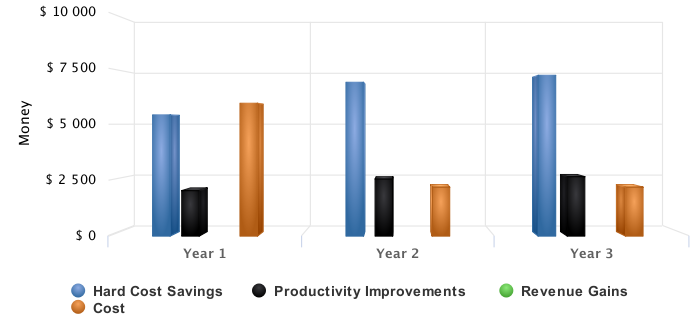 $ 10 000
$ 7 500
$ 5 000
$ 2 500
$ 0
Money
Year 1
Year 2
Year 3
Hard Cost Savings
Productivity Improvements
Revenue Gains
Cost